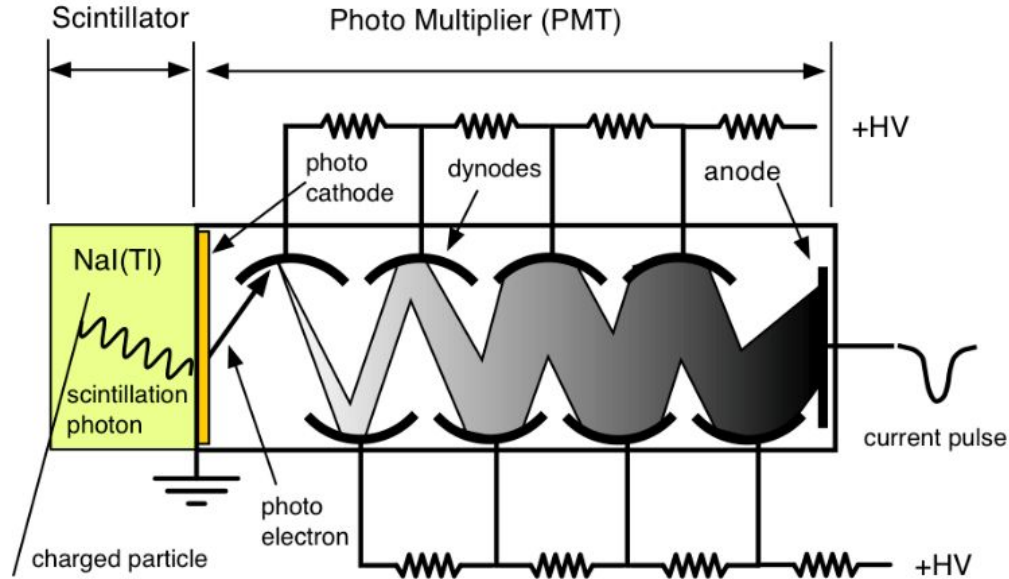 Scintillator
Photo Multiplier (PMT)
+HV
photo
cathode
dynodes
anode
NaI(Tl)
scintillation
photon
current pulse
photo
electron
charged particle
+HV